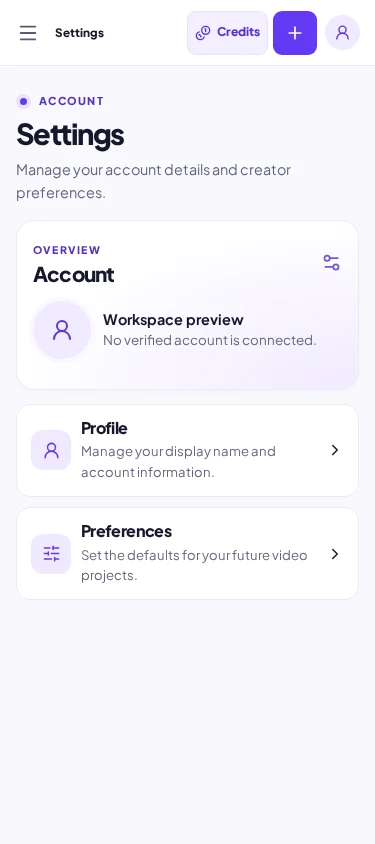 Settings
Credits
ACCOUNT
Settings
Manage your account details and creator
preferences.
OVERVIEW
Account
Workspace preview
No verified account is connected.
Profile
Manage your display name and
account information.
Preferences
Set the defaults for your future video
projects.